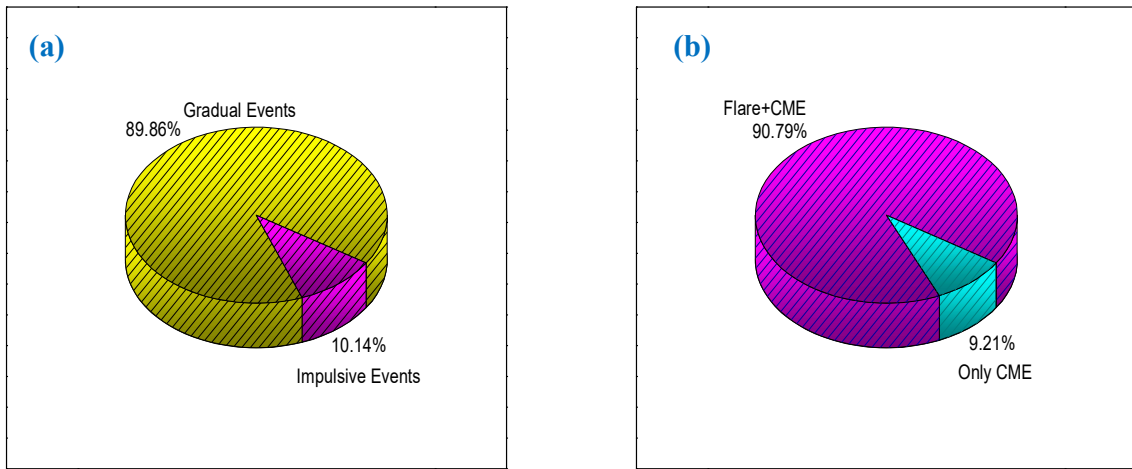 (a)
Gradual Events
89.86%
10.14%
Impulsive Events
(b)
Flare+CME
90.79%
9.21%
Only CME